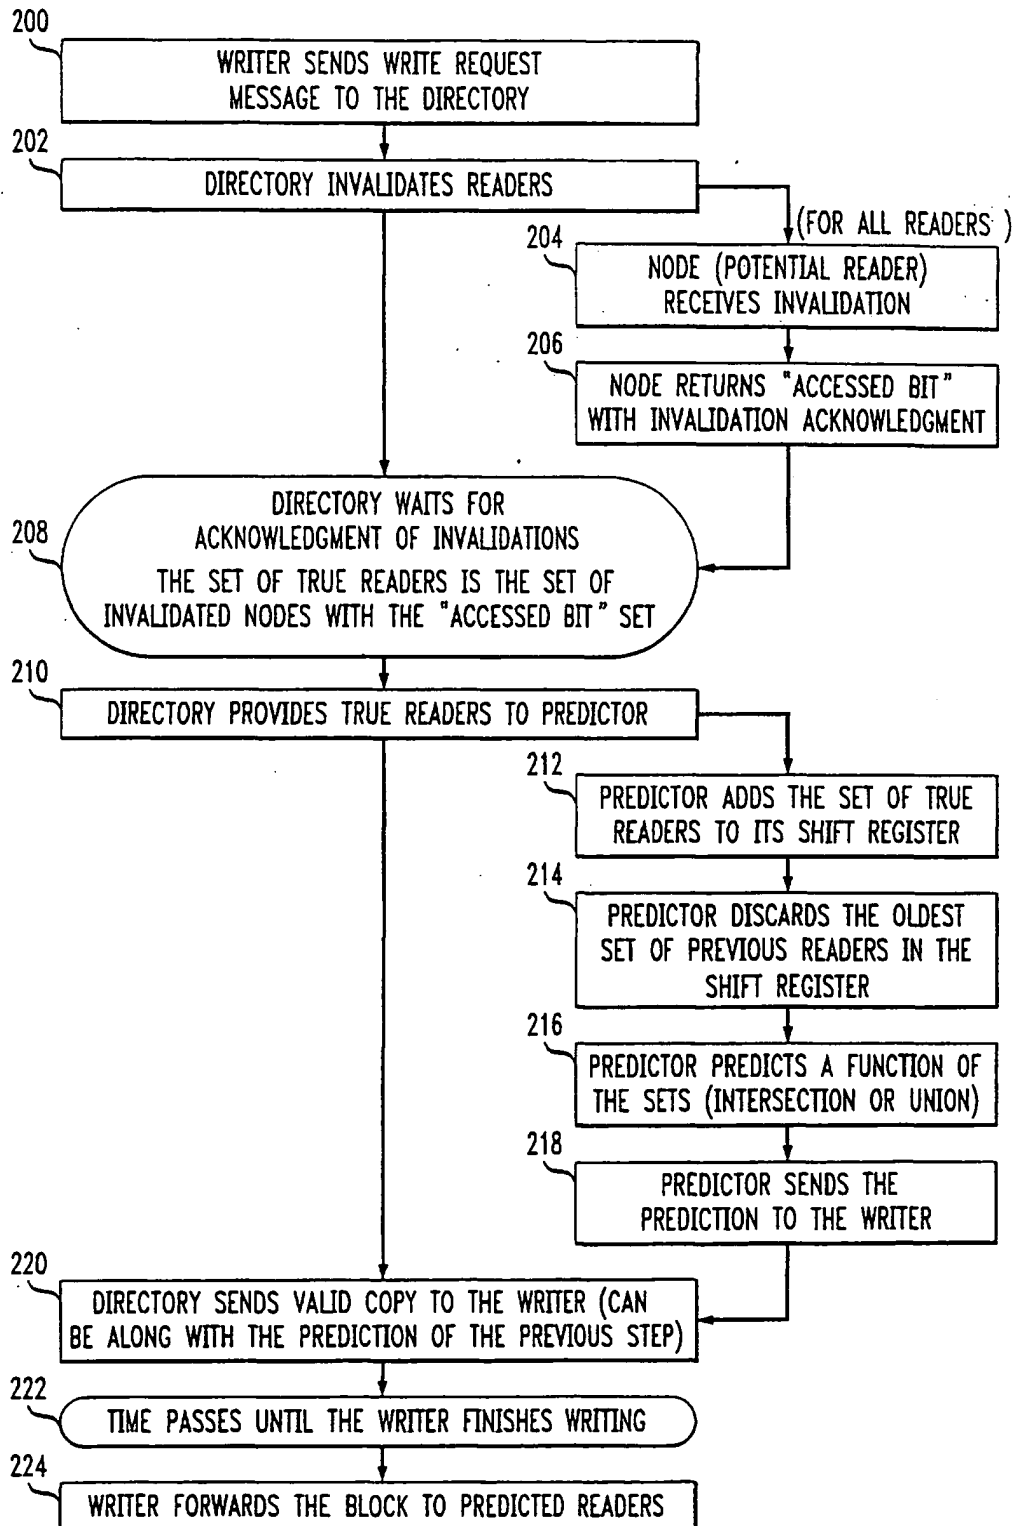 200
WRITER SENDS WRITE REQUEST
MESSAGE TO THE DIRECTORY
202
DIRECTORY INVALIDATES READERS
(FOR ALL READERS )
204
NODE (POTENTIAL READER)
RECEIVES INVALIDATION
206
NODE RETURNS "ACCESSED BIT"
WITH INVALIDATION ACKNOWLEDGMENT
208
DIRECTORY WAITS FOR
ACKNOWLEDGMENT OF INVALIDATIONS
THE SET OF TRUE READERS IS THE SET OF
INVALIDATED NODES WITH THE "ACCESSED BIT" SET
210
DIRECTORY PROVIDES TRUE READERS TO PREDICTOR
212
PREDICTOR ADDS THE SET OF TRUE
READERS TO ITS SHIFT REGISTER
214
PREDICTOR DISCARDS THE OLDEST
SET OF PREVIOUS READERS IN THE
SHIFT REGISTER
216
PREDICTOR PREDICTS A FUNCTION OF
THE SETS (INTERSECTION OR UNION)
218
PREDICTOR SENDS THE
PREDICTION TO THE WRITER
220
DIRECTORY SENDS VALID COPY TO THE WRITER (CAN
BE ALONG WITH THE PREDICTION OF THE PREVIOUS STEP)
222
TIME PASSES UNTIL THE WRITER FINISHES WRITING
224
WRITER FORWARDS THE BLOCK TO PREDICTED READERS